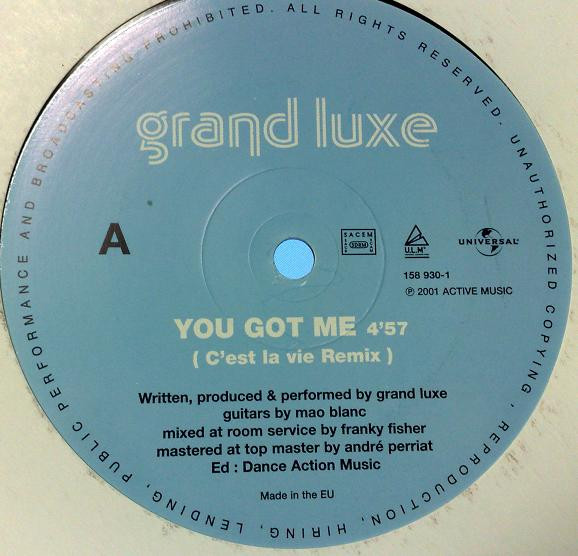 PUBLIC PERFORMANCE AND BROADCASTING PROHIBITED. ALL RIGHTS RESERVED. UNAUTHORIZED COPYING, REPRODUCTION, HIRING, LENDING,
grand luxe
A
SACEM
SDRM
U.L.M
UNIVERSAL
158 930-1
℗ 2001 ACTIVE MUSIC
YOU GOT ME 4'57
( C'est la vie Remix )
Written, produced & performed by grand luxe
guitars by mao blanc
mixed at room service by franky fisher
mastered at top master by andré perriat
Ed : Dance Action Music
Made in the EU